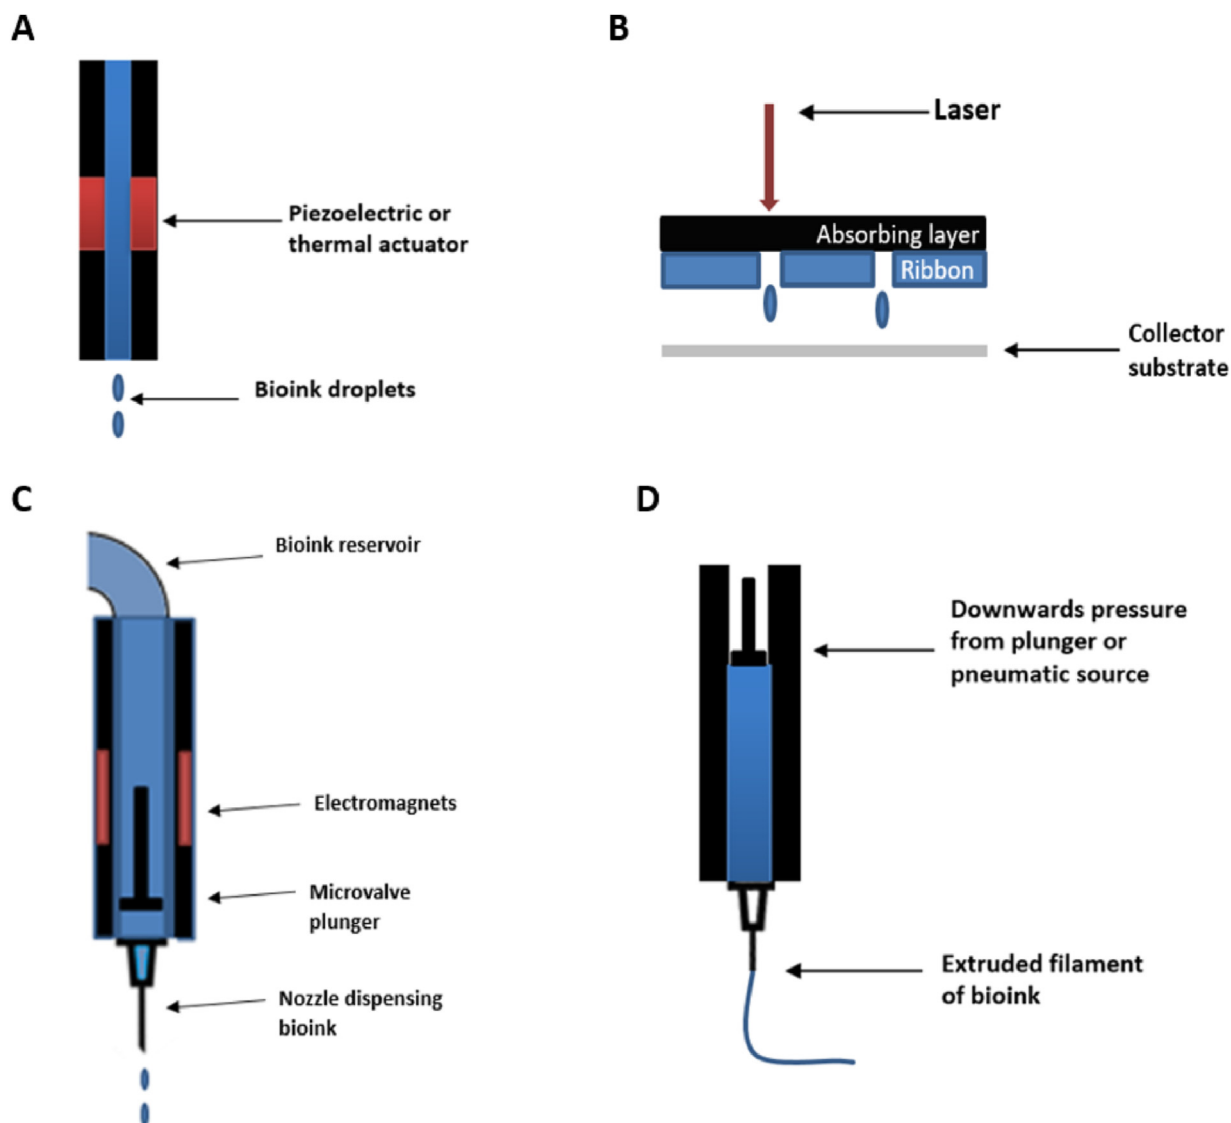 A
Piezoelectric or
thermal actuator
Bioink droplets
B
Laser
Absorbing layer
Ribbon
Collector
substrate
C
Bioink reservoir
Electromagnets
Microvalve
plunger
Nozzle dispensing
bioink
D
Downwards pressure
from plunger or
pneumatic source
Extruded filament
of bioink